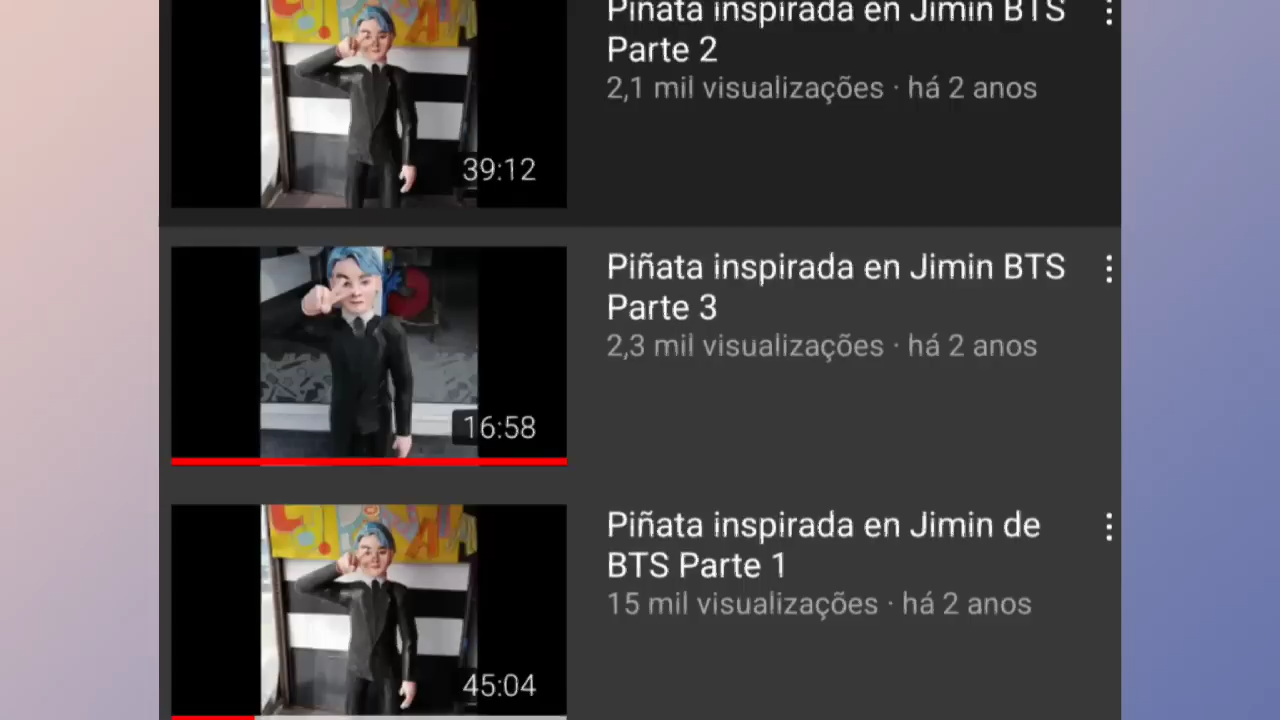 Piñata inspirada en Jimin BTS
Parte 2
2,1 mil visualizações · há 2 anos
39:12
Piñata inspirada en Jimin BTS
Parte 3
2,3 mil visualizações · há 2 anos
16:58
Piñata inspirada en Jimin de
BTS Parte 1
15 mil visualizações · há 2 anos
45:04